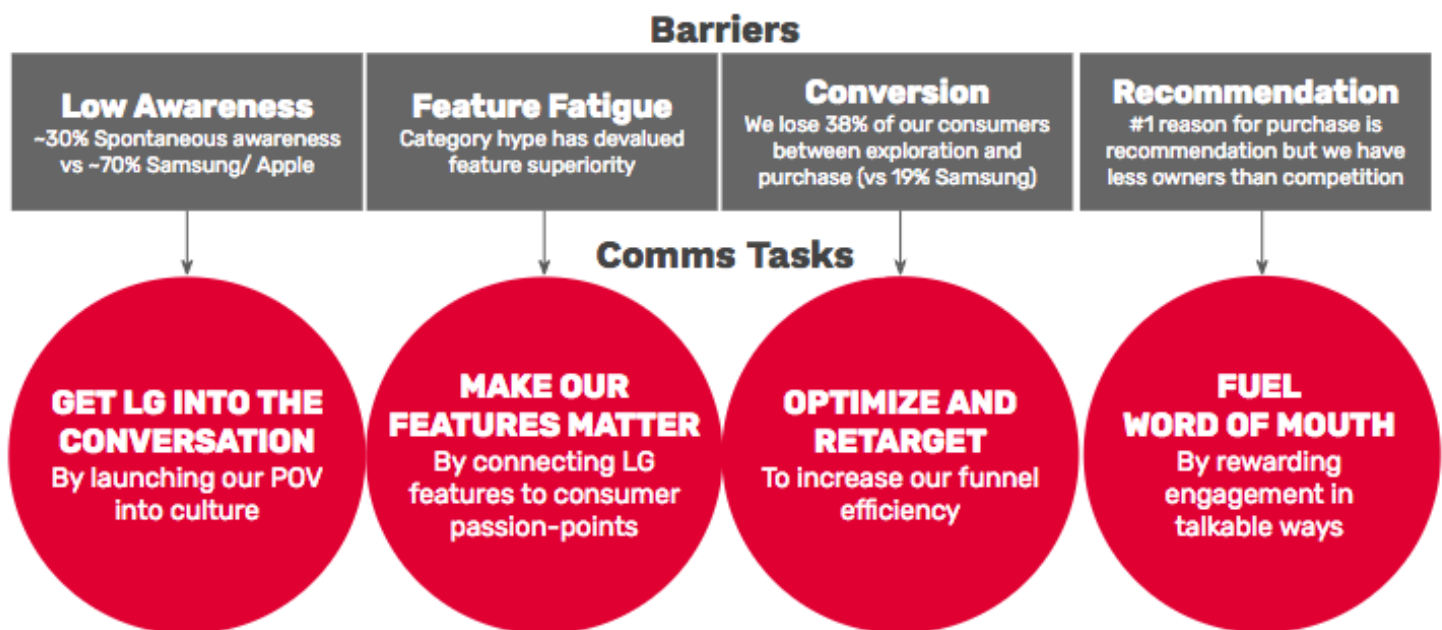 Barriers
Low Awareness
~30% Spontaneous awareness
vs ~70% Samsung/ Apple
Feature Fatigue
Category hype has devalued
feature superiority
Conversion
We lose 38% of our consumers
between exploration and
purchase (vs 19% Samsung)
Recommendation
#1 reason for purchase is
recommendation but we have
less owners than competition
Comms Tasks
GET LG INTO THE
CONVERSATION
By launching our POV
into culture
MAKE OUR
FEATURES MATTER
By connecting LG
features to consumer
passion-points
OPTIMIZE AND
RETARGET
To increase our funnel
efficiency
FUEL
WORD OF MOUTH
By rewarding
engagement in
talkable ways